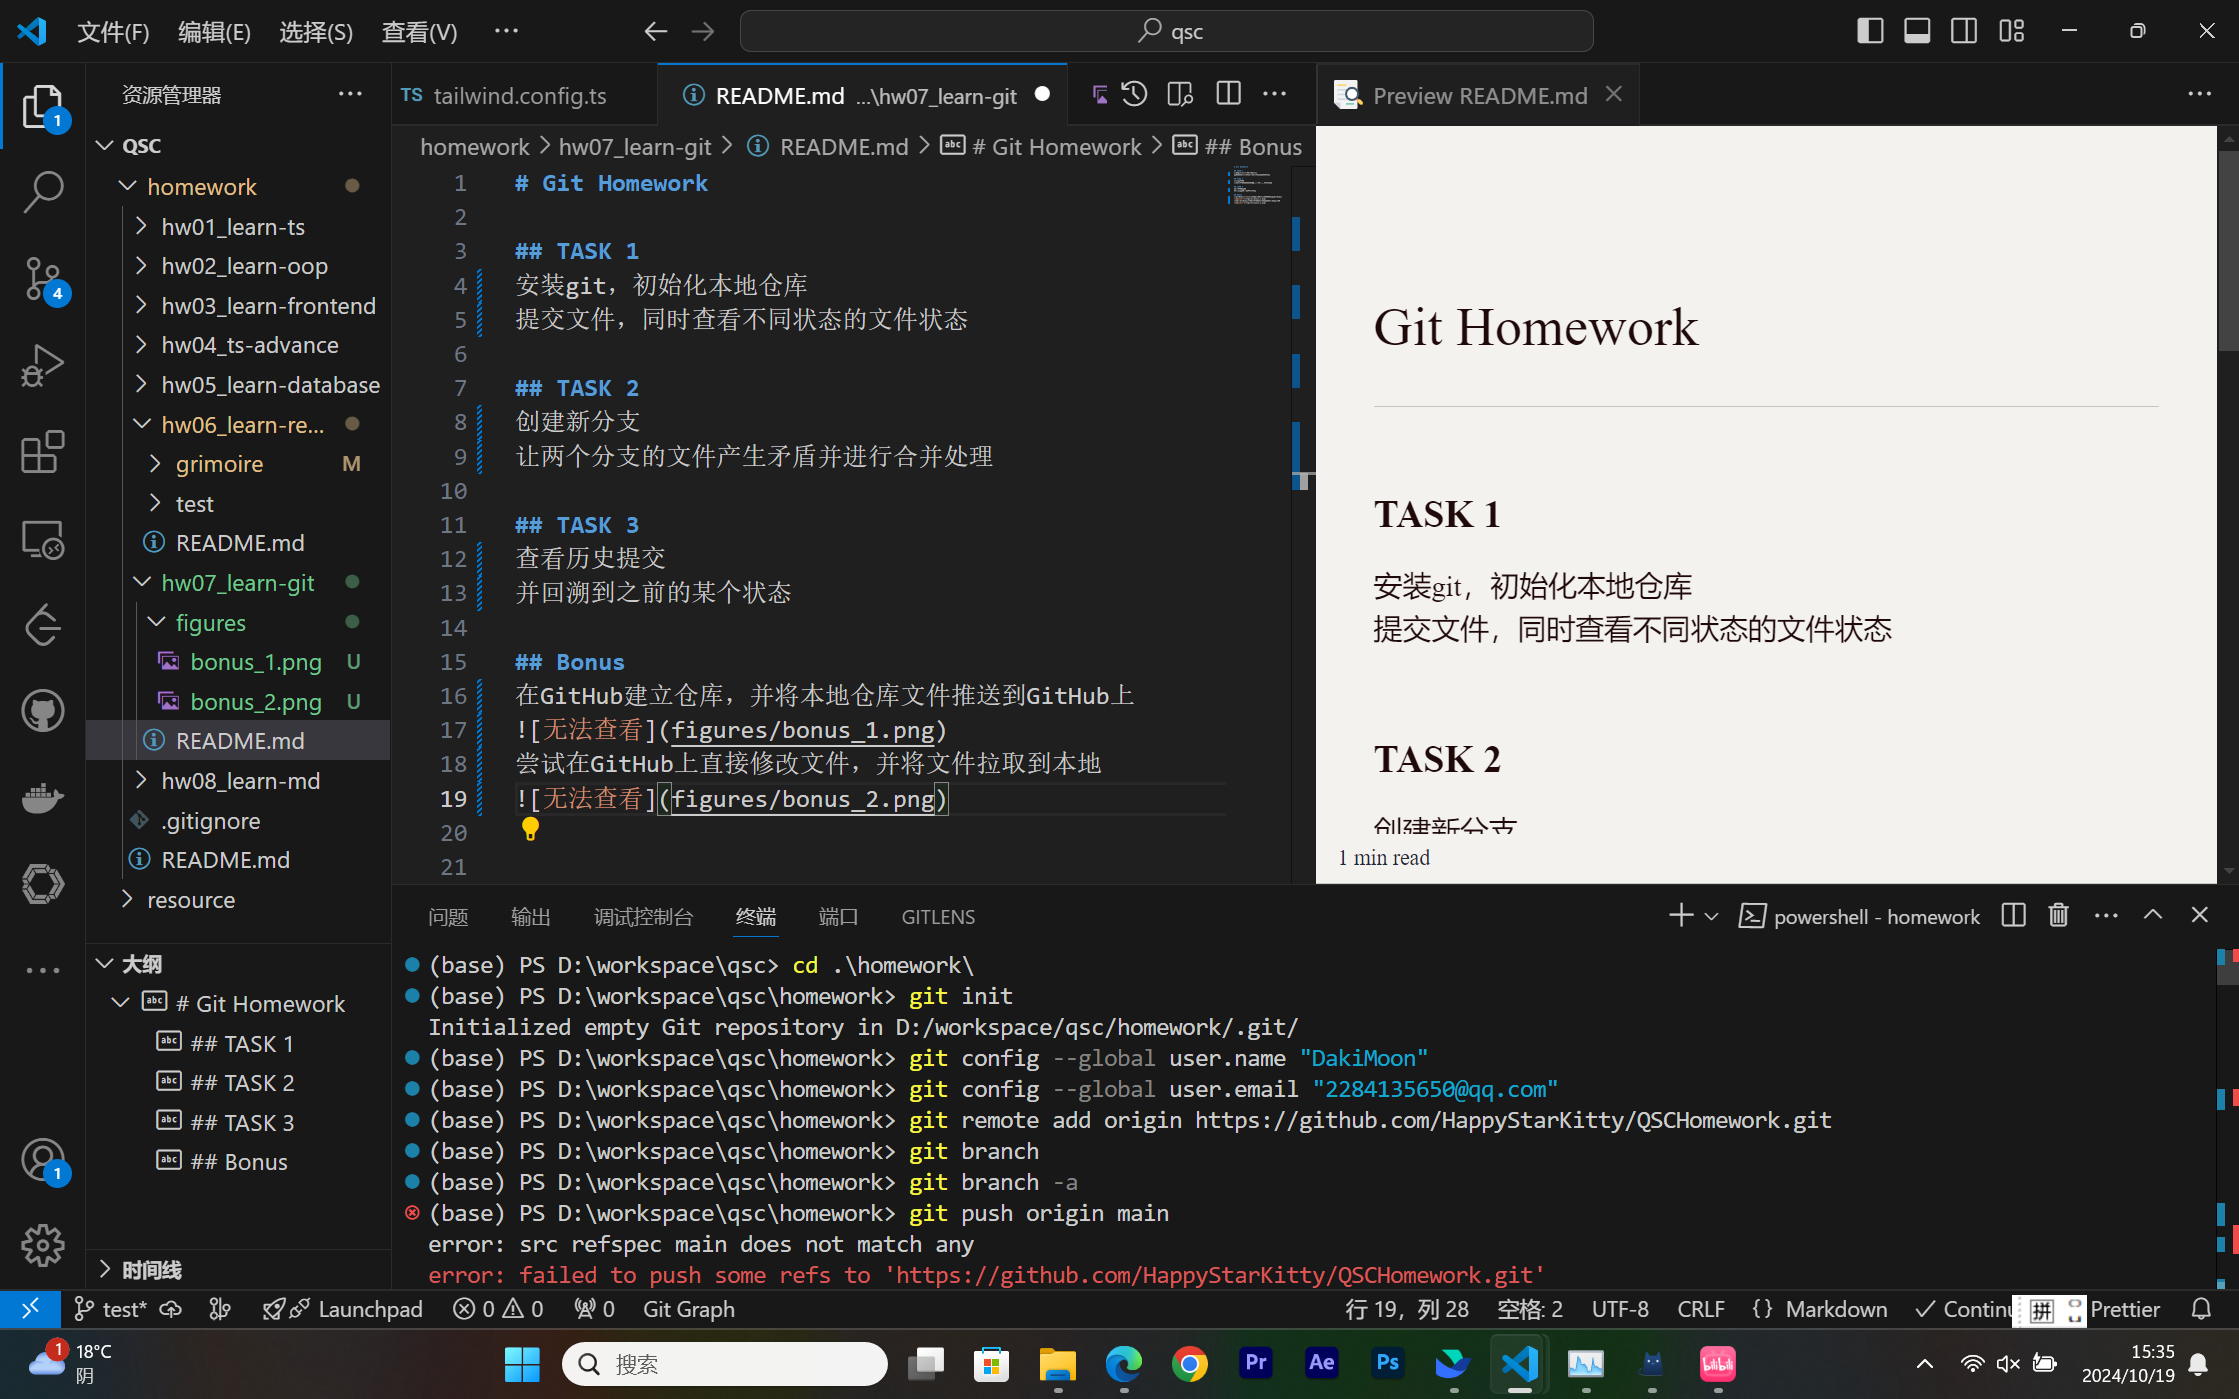 文件(F) 编辑(E) 选择(S) 查看(V) ··· qsc
资源管理器 ···
QSC
homework
hw01_learn-ts
hw02_learn-oop
hw03_learn-frontend
hw04_ts-advance
hw05_learn-database
hw06_learn-re...
grimoire M
test
README.md
hw07_learn-git
figures
bonus_1.png U
bonus_2.png U
README.md
hw08_learn-md
.gitignore
README.md
resource
大纲
# Git Homework
## TASK 1
## TASK 2
## TASK 3
## Bonus
时间线
1
4
1
TS tailwind.config.ts README.md ...\hw07_learn-git
homework > hw07_learn-git > README.md > # Git Homework > ## Bonus
1 # Git Homework
2
3 ## TASK 1
4 安装git，初始化本地仓库
5 提交文件，同时查看不同状态的文件状态
6
7 ## TASK 2
8 创建新分支
9 让两个分支的文件产生矛盾并进行合并处理
10
11 ## TASK 3
12 查看历史提交
13 并回溯到之前的某个状态
14
15 ## Bonus
16 在GitHub建立仓库，并将本地仓库文件推送到GitHub上
17 ![无法查看](figures/bonus_1.png)
18 尝试在GitHub上直接修改文件，并将文件拉取到本地
19 ![无法查看](figures/bonus_2.png)
20
21
Preview README.md
Git Homework
TASK 1
安装git，初始化本地仓库
提交文件，同时查看不同状态的文件状态
TASK 2
创建新分支
1 min read
问题 输出 调试控制台 终端 端口 GITLENS powershell - homework
(base) PS D:\workspace\qsc> cd .\homework\
(base) PS D:\workspace\qsc\homework> git init
Initialized empty Git repository in D:/workspace/qsc/homework/.git/
(base) PS D:\workspace\qsc\homework> git config --global user.name "DakiMoon"
(base) PS D:\workspace\qsc\homework> git config --global user.email "2284135650@qq.com"
(base) PS D:\workspace\qsc\homework> git remote add origin https://github.com/HappyStarKitty/QSCHomework.git
(base) PS D:\workspace\qsc\homework> git branch
(base) PS D:\workspace\qsc\homework> git branch -a
(base) PS D:\workspace\qsc\homework> git push origin main
error: src refspec main does not match any
error: failed to push some refs to 'https://github.com/HappyStarKitty/QSCHomework.git'
test* Launchpad 0 0 0 Git Graph 行 19，列 28 空格: 2 UTF-8 CRLF {} Markdown Continu 拼 Prettier
1 18°C
阴
搜索
Pr Ae Ps bilibili
15:35
2024/10/19